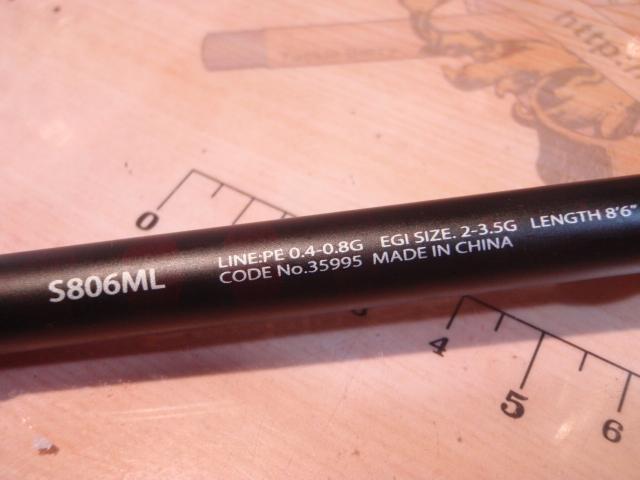 http:/
0
S806ML
LINE:PE 0.4-0.8G EGI SIZE. 2-3.5G LENGTH 8'6"
CODE No.35995 MADE IN CHINA
4
5
6